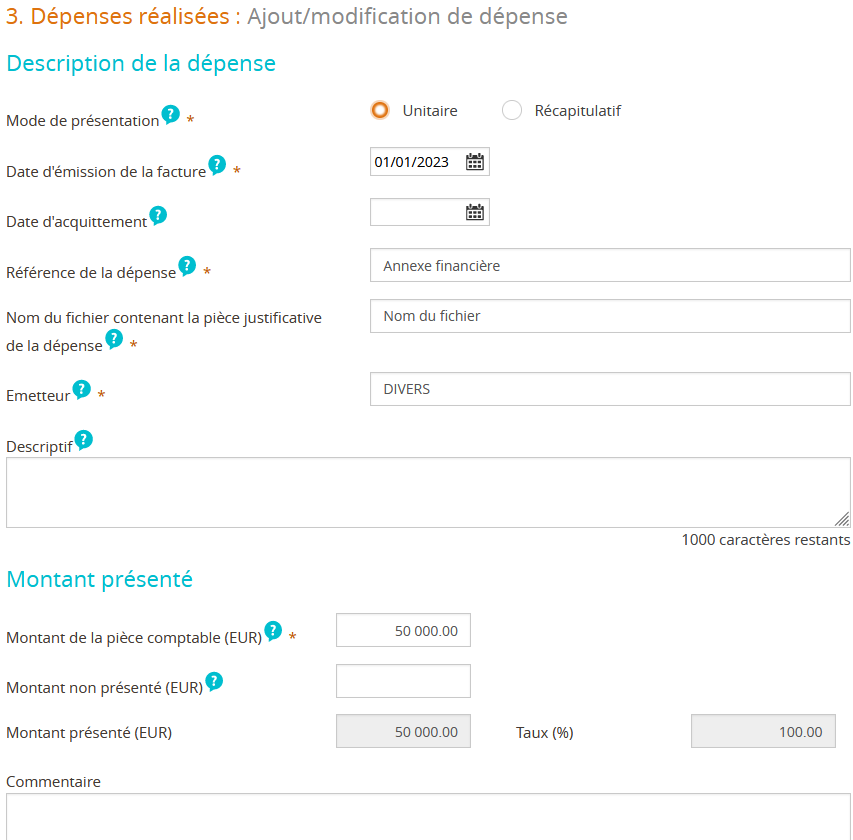 3. Dépenses réalisées : Ajout/modification de dépense
Description de la dépense
Mode de présentation ? * Unitaire Récapitulatif
Date d'émission de la facture ? * 01/01/2023
Date d'acquittement ?
Référence de la dépense ? * Annexe financière
Nom du fichier contenant la pièce justificative
de la dépense ? * Nom du fichier
Emetteur ? * DIVERS
Descriptif ?
1000 caractères restants
Montant présenté
Montant de la pièce comptable (EUR) ? * 50 000.00
Montant non présenté (EUR) ?
Montant présenté (EUR) 50 000.00 Taux (%) 100.00
Commentaire